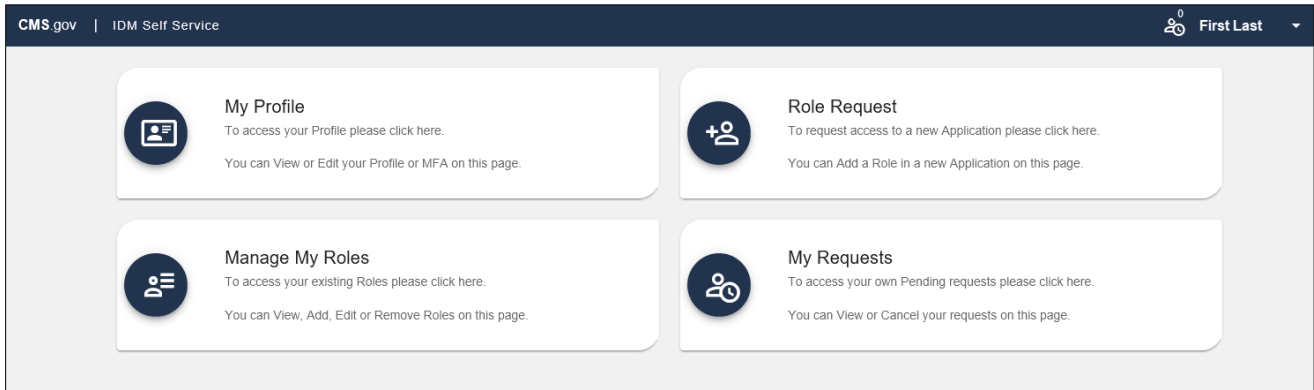 CMS.gov | IDM Self Service
0
First Last
My Profile
To access your Profile please click here.
You can View or Edit your Profile or MFA on this page.
Role Request
To request access to a new Application please click here.
You can Add a Role in a new Application on this page.
Manage My Roles
To access your existing Roles please click here.
You can View, Add, Edit or Remove Roles on this page.
My Requests
To access your own Pending requests please click here.
You can View or Cancel your requests on this page.